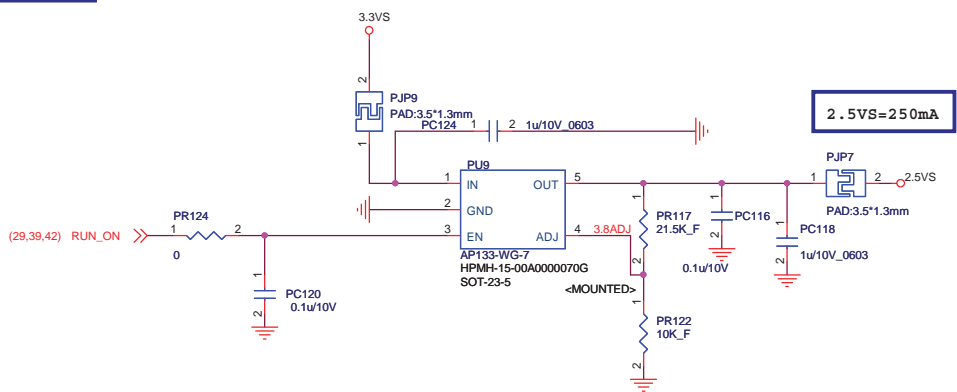 3.3VS
2
PJP9
PAD:3.5*1.3mm
1
PC124
1
2
1u/10V_0603
2.5VS=250mA
PU9
1
IN
OUT
5
2
GND
3
EN
ADJ
4
3.8ADJ
AP133-WG-7
HPMH-15-00A0000070G
SOT-23-5
<MOUNTED>
(29,39,42)
RUN_ON
PR124
1
2
0
1
PC120
0.1u/10V
2
1
PR117
21.5K_F
2
1
PC116
2
0.1u/10V
1
PC118
2
1u/10V_0603
PJP7
1
2
2.5VS
PAD:3.5*1.3mm
1
PR122
10K_F
2